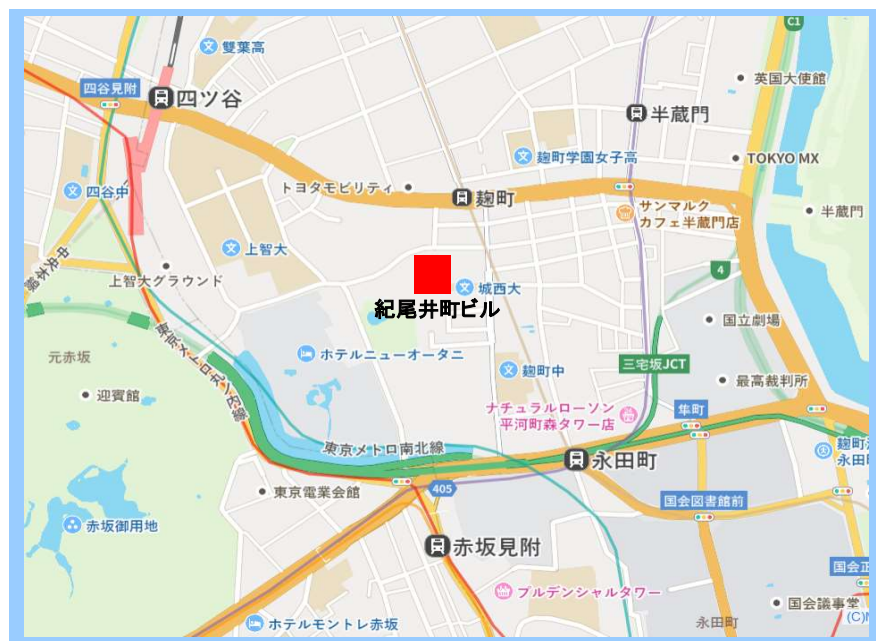 C1
雙葉高
英国大使館
四谷見附
四ツ谷
半蔵門
麹町学園女子高
TOKYO MX
四谷中
トヨタモビリティ
麹町
サンマルク
カフェ半蔵門店
半蔵門
上智大
中央本線
上智大グラウンド
4
城西大
紀尾井町ビル
国立劇場
東京メトロ丸ノ内線
元赤坂
ホテルニューオータニ
麹町中
三宅坂JCT
迎賓館
最高裁判所
ナチュラルローソン
平河町森タワー店
隼町
東京メトロ南北線
永田町
麹町
永田
405
東京電業会館
国会図書館前
赤坂御用地
赤坂見附
国会正
プルデンシャルタワー
国会議事堂
ホテルモントレ赤坂
永田町
(C)